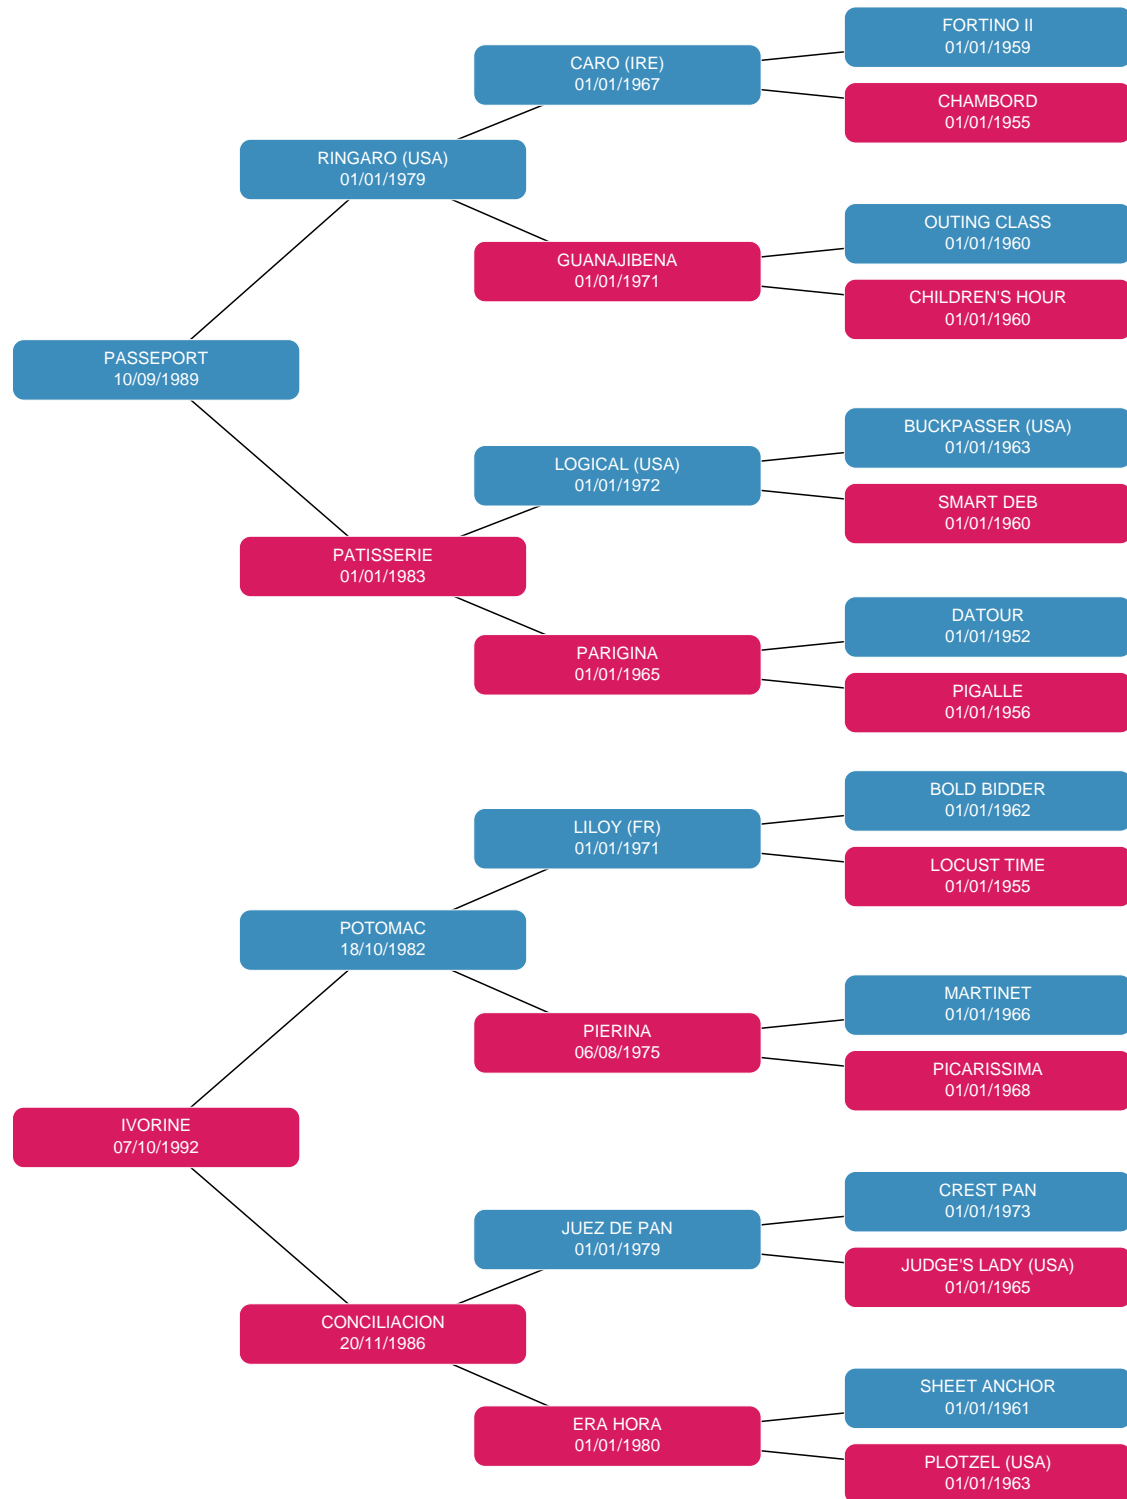 FORTINO II
01/01/1959
CARO (IRE)
01/01/1967
CHAMBORD
01/01/1955
RINGARO (USA)
01/01/1979
OUTING CLASS
01/01/1960
GUANAJIBENA
01/01/1971
CHILDREN'S HOUR
01/01/1960
PASSEPORT
10/09/1989
BUCKPASSER (USA)
01/01/1963
LOGICAL (USA)
01/01/1972
SMART DEB
01/01/1960
PATISSERIE
01/01/1983
DATOUR
01/01/1952
PARIGINA
01/01/1965
PIGALLE
01/01/1956
BOLD BIDDER
01/01/1962
LILOY (FR)
01/01/1971
LOCUST TIME
01/01/1955
POTOMAC
18/10/1982
MARTINET
01/01/1966
PIERINA
06/08/1975
PICARISSIMA
01/01/1968
IVORINE
07/10/1992
CREST PAN
01/01/1973
JUEZ DE PAN
01/01/1979
JUDGE'S LADY (USA)
01/01/1965
CONCILIACION
20/11/1986
SHEET ANCHOR
01/01/1961
ERA HORA
01/01/1980
PLOTZEL (USA)
01/01/1963